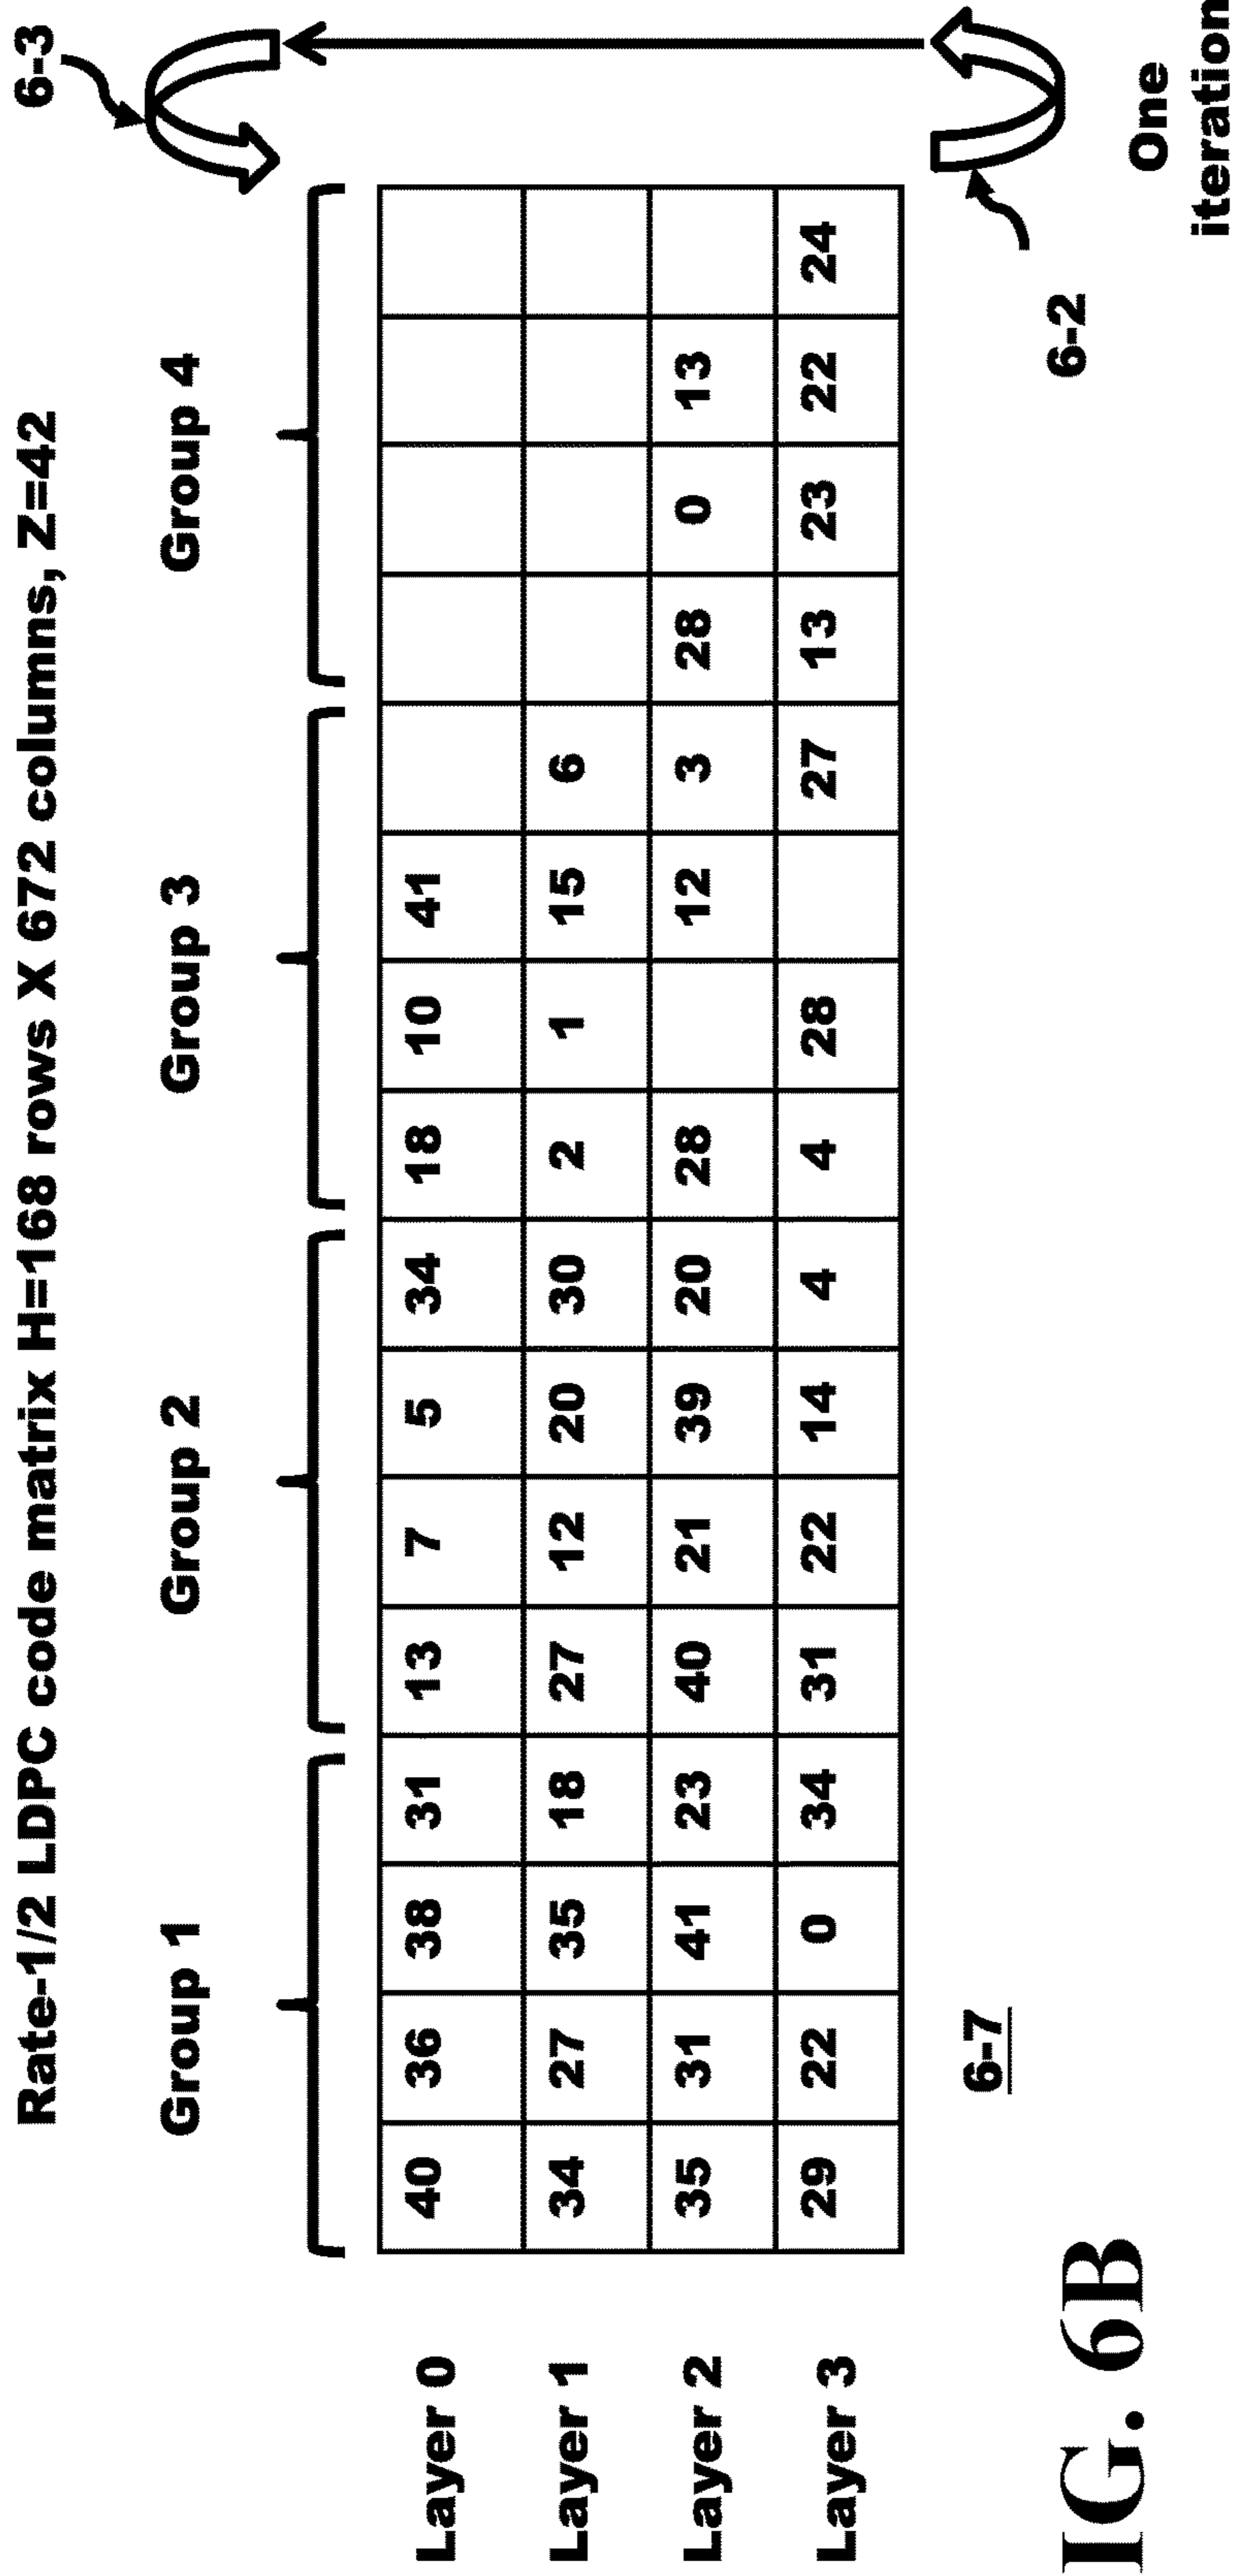 Rate-1/2 LDPC code matrix H=168 rows X 672 columns, Z=42
6-3
Group 1 Group 2 Group 3 Group 4
Layer 0 40 36 38 31 13 7 5 34 18 10 41
Layer 1 34 27 35 18 27 12 20 30 2 1 15 6
Layer 2 35 31 41 23 40 21 39 20 28 12 3 28 0 13
Layer 3 29 22 0 34 31 22 14 4 4 28 27 13 23 22 24
6-7
6-2
One
iteration
IG. 6B